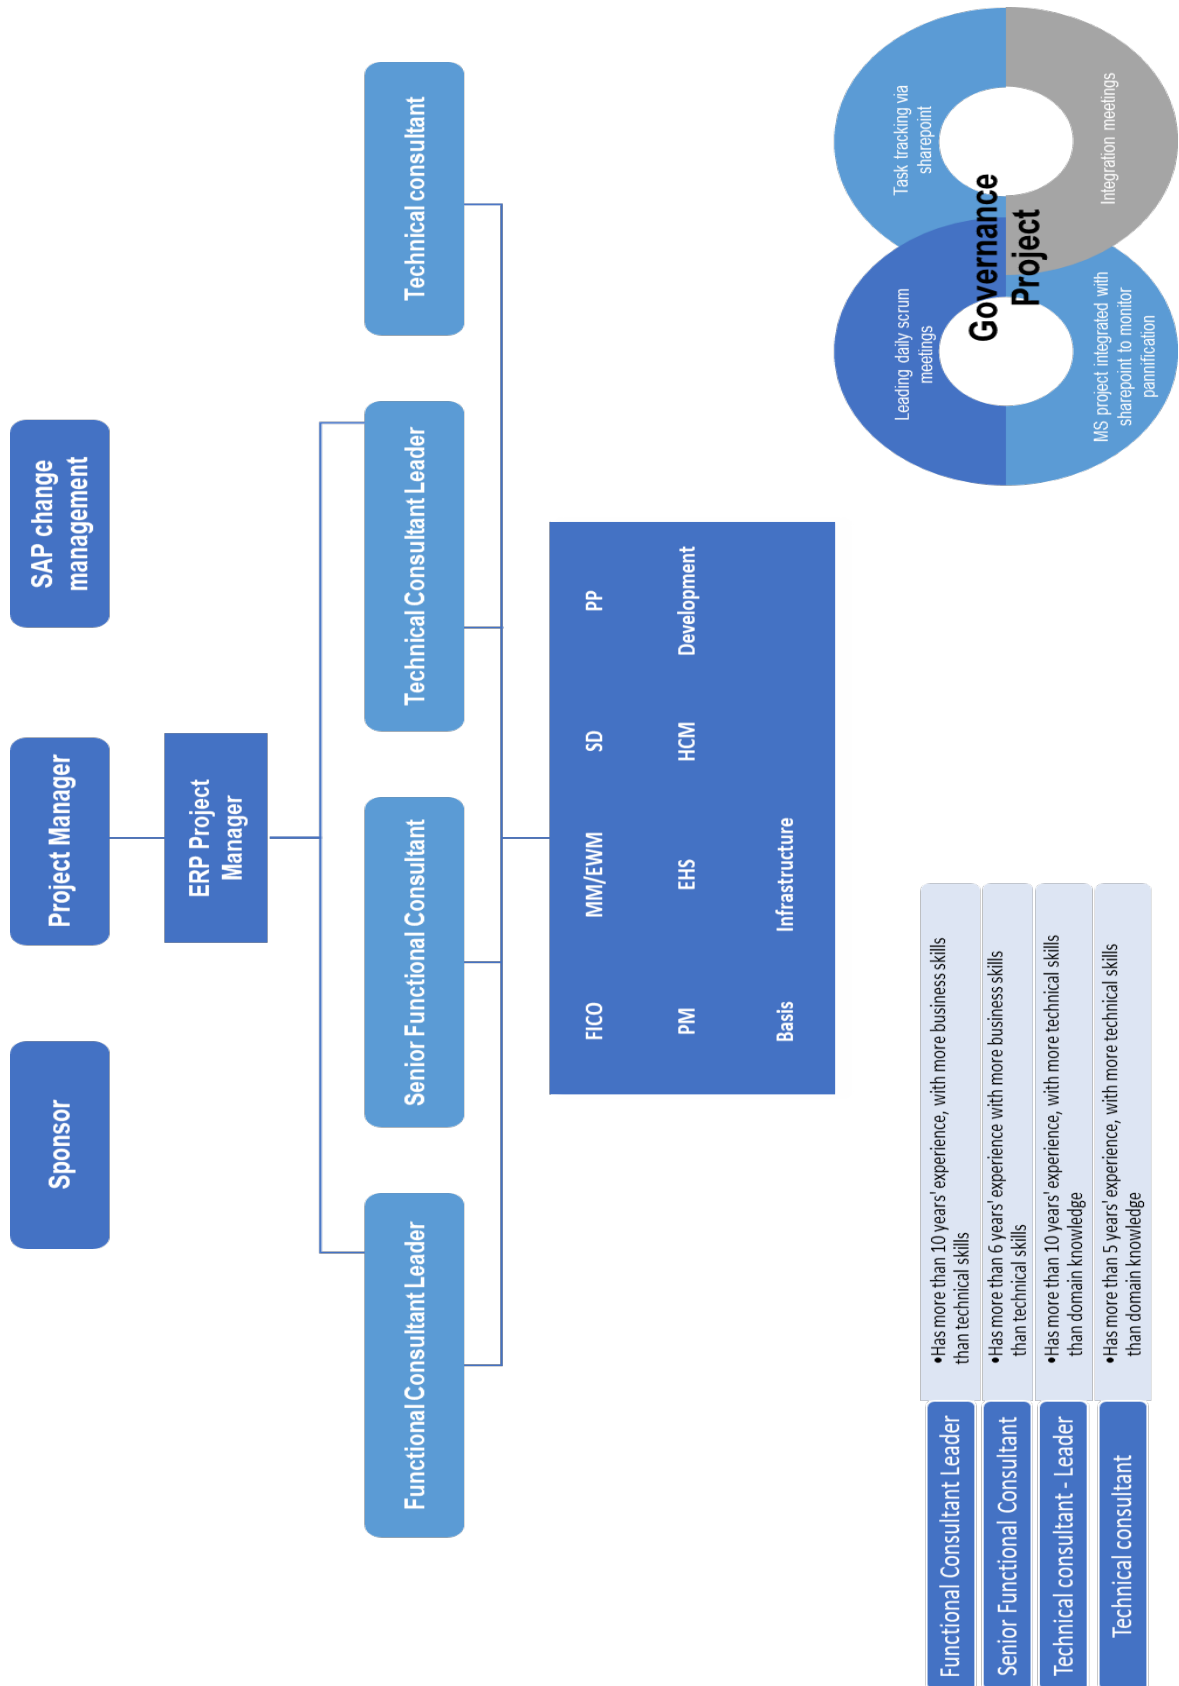 Sponsor
Project Manager
SAP change
management
ERP Project
Manager
Functional Consultant Leader
Senior Functional Consultant
Technical Consultant Leader
Technical consultant
FICO
MM/EWM
SD
PP
PM
EHS
HCM
Development
Basis
Infrastructure
Functional Consultant Leader
•Has more than 10 years' experience, with more business skills
than technical skills
Senior Functional Consultant
•Has more than 6 years' experience with more business skills
than technical skills
Technical consultant - Leader
•Has more than 10 years' experience, with more technical skills
than domain knowledge
Technical consultant
•Has more than 5 years' experience, with more technical skills
than domain knowledge
Leading daily scrum
meetings
Task tracking via
sharepoint
Governance
Project
MS project integrated with
sharepoint to monitor
pannification
Integration meetings